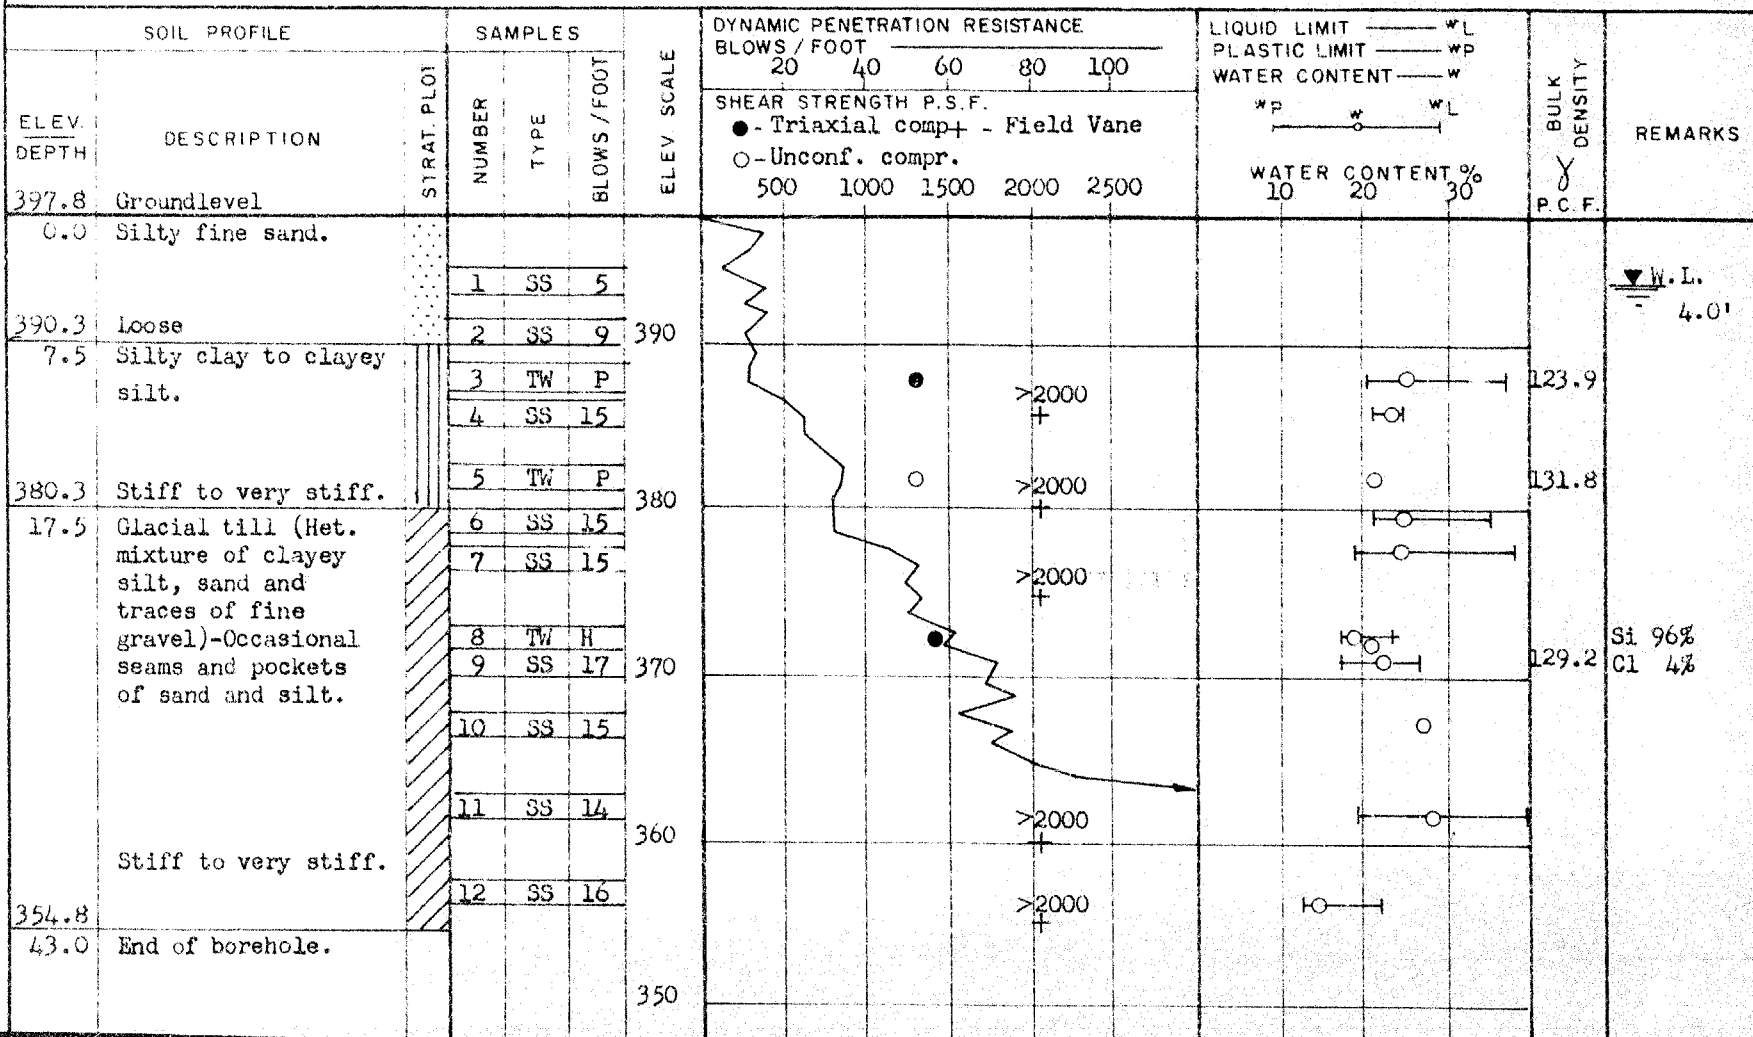 SOIL PROFILE
SAMPLES
ELEV SCALE
DYNAMIC PENETRATION RESISTANCE
BLOWS / FOOT
20 40 60 80 100
SHEAR STRENGTH P.S.F.
● - Triaxial comp + - Field Vane
○ - Unconf. compr.
500 1000 1500 2000 2500
LIQUID LIMIT —— WL
PLASTIC LIMIT —— WP
WATER CONTENT —— W
WP W WL
WATER CONTENT %
10 20 30
BULK DENSITY
γ
P.C.F.
REMARKS
ELEV.
DEPTH
DESCRIPTION
STRAT. PLOT
NUMBER
TYPE
BLOWS / FOOT
397.8 Groundlevel
0.0 Silty fine sand.
1 SS 5
W.L.
4.0'
390.3 Loose
2 SS 9
390
7.5 Silty clay to clayey
silt.
3 TW P
123.9
>2000
4 SS 15
5 TW P
>2000
131.8
380.3 Stiff to very stiff.
380
17.5 Glacial till (Het.
mixture of clayey
silt, sand and
traces of fine
gravel)-Occasional
seams and pockets
of sand and silt.
6 SS 15
7 SS 15
>2000
8 TW H
9 SS 17
370
129.2
Si 96%
Cl 4%
10 SS 15
11 SS 14
>2000
360
Stiff to very stiff.
12 SS 16
>2000
354.8
43.0 End of borehole.
350